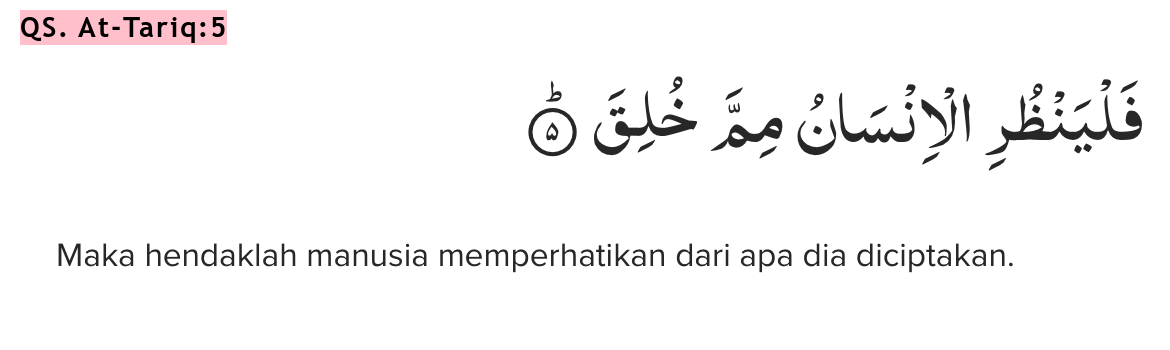 QS. At-Tariq:5
فَلْيَنْظُرِ الْاِنْسَانُ مِمَّ خُلِقَ ۗ ۝٥
Maka hendaklah manusia memperhatikan dari apa dia diciptakan.